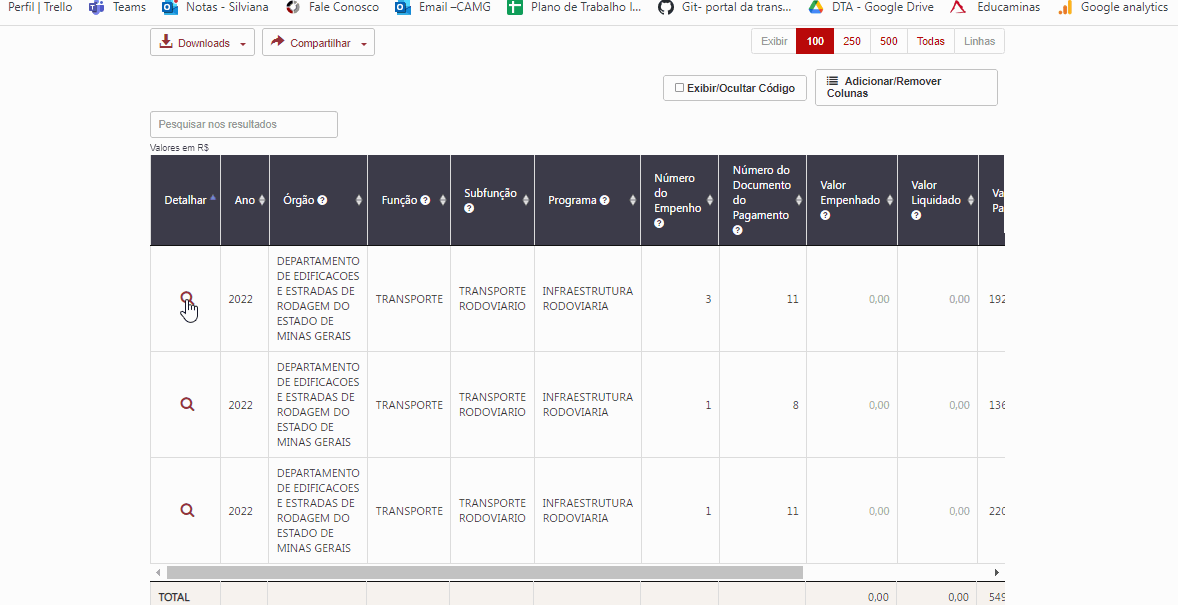 Perfil | Trello Teams Notas - Silviana Fale Conosco Email –CAMG Plano de Trabalho I... Git- portal da trans... DTA - Google Drive Educaminas Google analytics
Downloads Compartilhar Exibir 100 250 500 Todas Linhas
Exibir/Ocultar Código
Adicionar/Remover
Colunas
Pesquisar nos resultados
Valores em R$
Detalhar
Ano
Órgão ?
Função ?
Subfunção
?
Programa ?
Número
do
Empenho
?
Número do
Documento
do
Pagamento
?
Valor
Empenhado
?
Valor
Liquidado
?
Va
Pa
2022
DEPARTAMENTO
DE EDIFICACOES
E ESTRADAS DE
RODAGEM DO
ESTADO DE
MINAS GERAIS
TRANSPORTE
TRANSPORTE
RODOVIARIO
INFRAESTRUTURA
RODOVIARIA
3
11
0,00
0,00
192
2022
DEPARTAMENTO
DE EDIFICACOES
E ESTRADAS DE
RODAGEM DO
ESTADO DE
MINAS GERAIS
TRANSPORTE
TRANSPORTE
RODOVIARIO
INFRAESTRUTURA
RODOVIARIA
1
8
0,00
0,00
136
2022
DEPARTAMENTO
DE EDIFICACOES
E ESTRADAS DE
RODAGEM DO
ESTADO DE
MINAS GERAIS
TRANSPORTE
TRANSPORTE
RODOVIARIO
INFRAESTRUTURA
RODOVIARIA
1
11
0,00
0,00
220
TOTAL 0,00 0,00 549